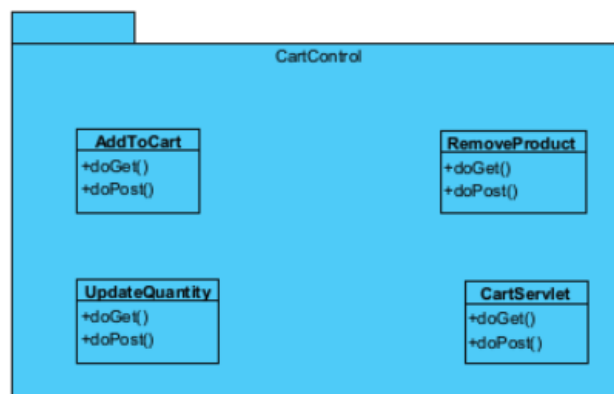 CartControl
AddToCart
+doGet()
+doPost()
RemoveProduct
+doGet()
+doPost()
UpdateQuantity
+doGet()
+doPost()
CartServlet
+doGet()
+doPost()